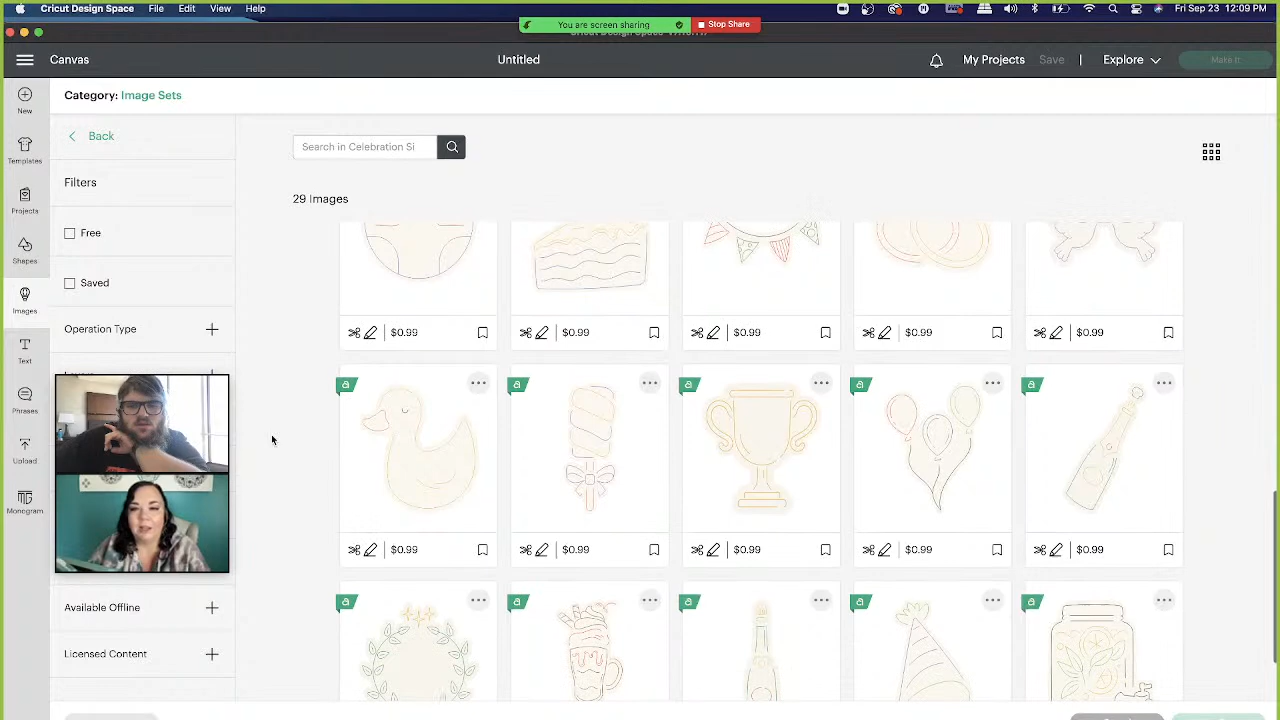 Cricut Design Space File Edit View Help Fri Sep 23 12:09 PM
You are screen sharing Stop Share
Canvas Untitled My Projects Save | Explore Make It
New
Templates
Projects
Shapes
Images
Text
Phrases
Upload
Monogram
Category: Image Sets
Back
Filters
Free
Saved
Operation Type
Available Offline
Licensed Content
Search in Celebration Si
29 Images
$0.99 $0.99 $0.99 $0.99 $0.99
a a a a a
$0.99 $0.99 $0.99 $0.99 $0.99
a a a a a